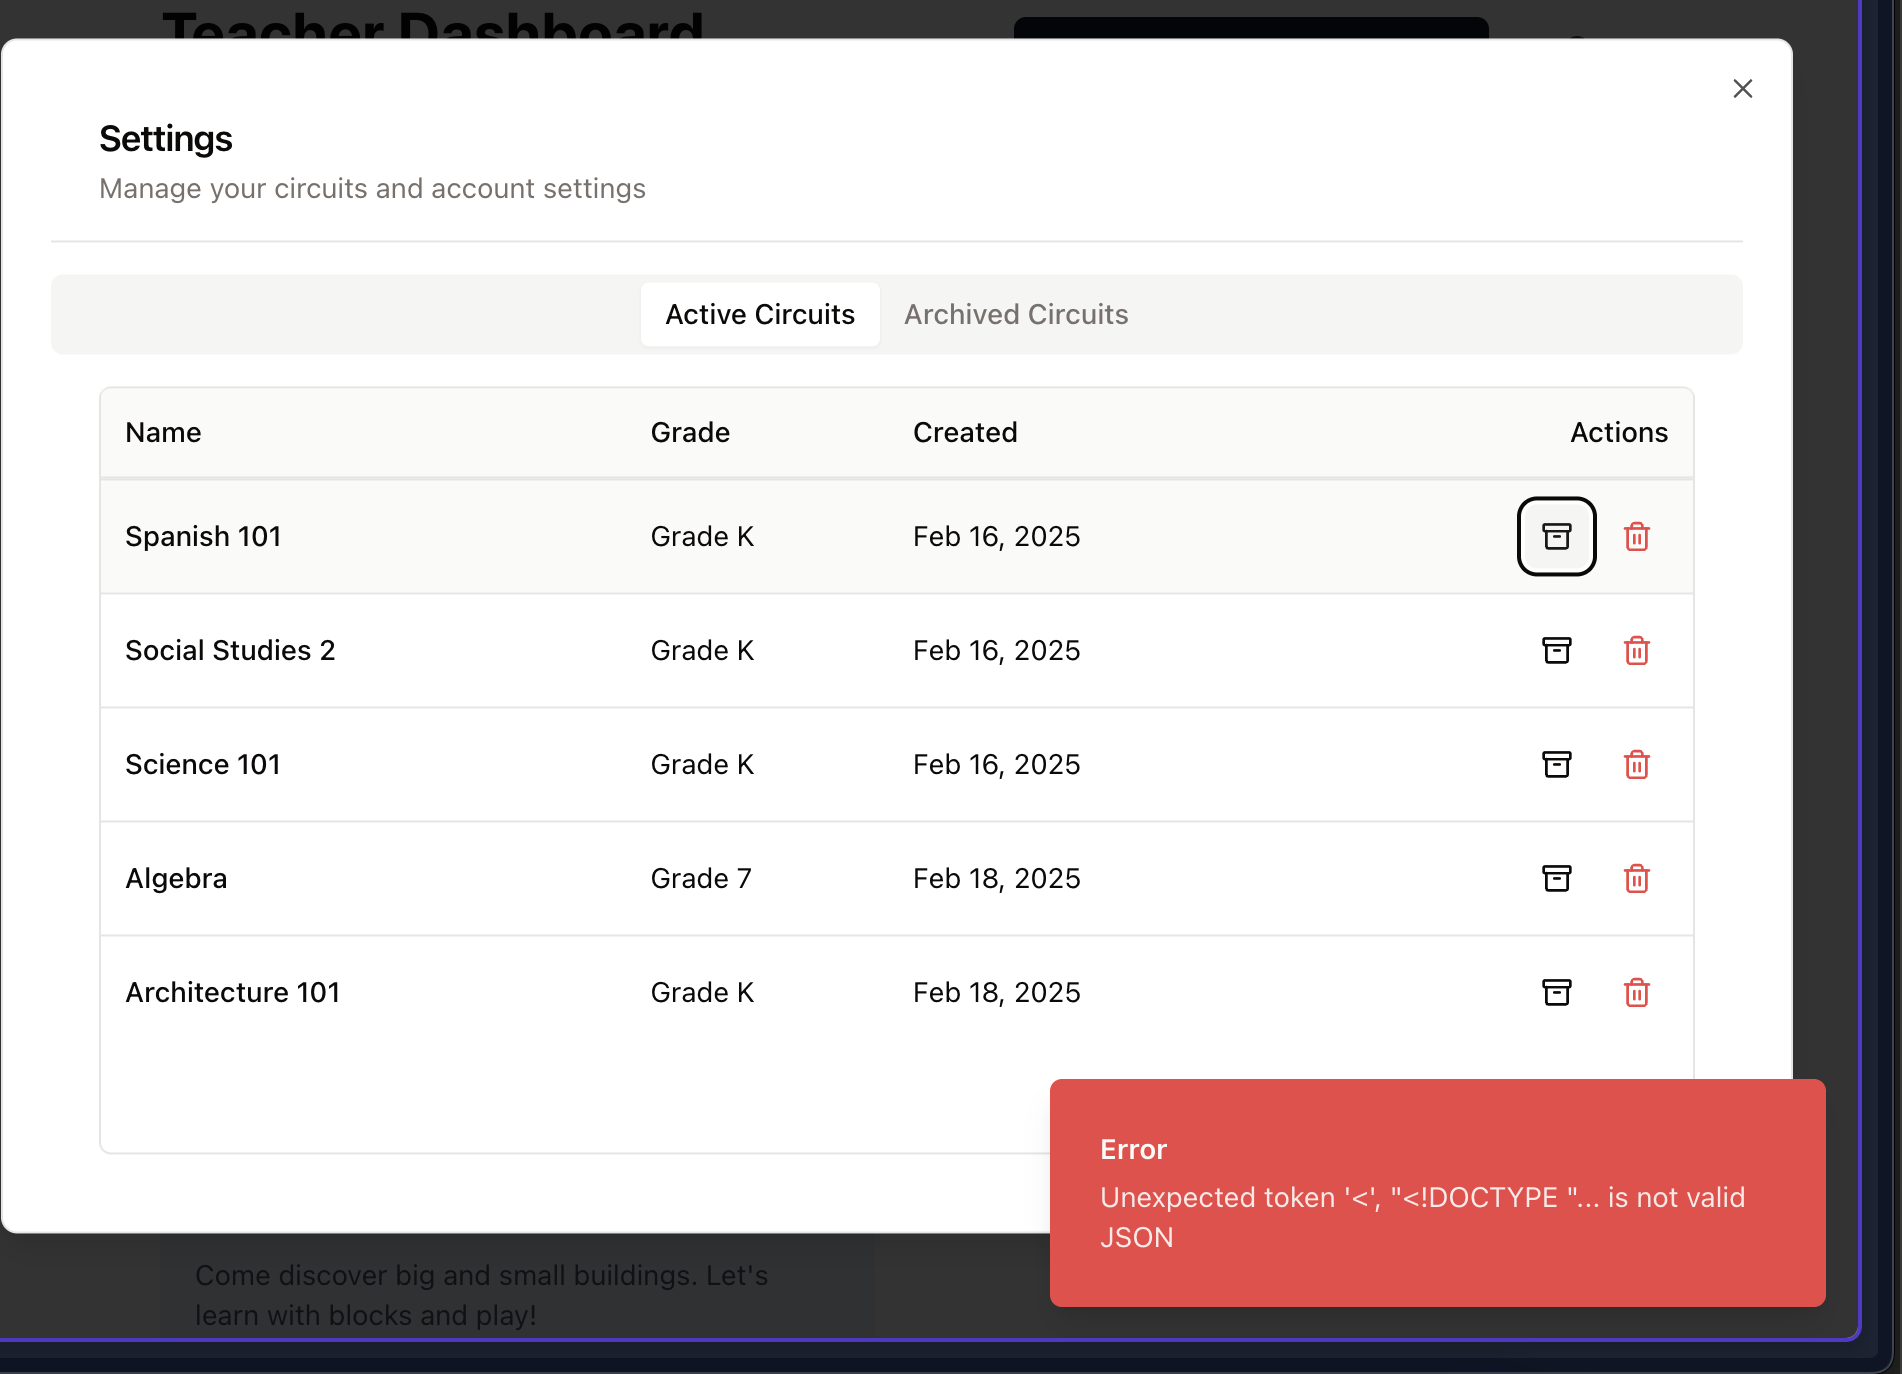 Teacher Dashboard
Settings
Manage your circuits and account settings
Active Circuits Archived Circuits
Name Grade Created Actions
Spanish 101 Grade K Feb 16, 2025
Social Studies 2 Grade K Feb 16, 2025
Science 101 Grade K Feb 16, 2025
Algebra Grade 7 Feb 18, 2025
Architecture 101 Grade K Feb 18, 2025
Error
Unexpected token '<', "<!DOCTYPE "... is not valid
JSON
Come discover big and small buildings. Let's
learn with blocks and play!